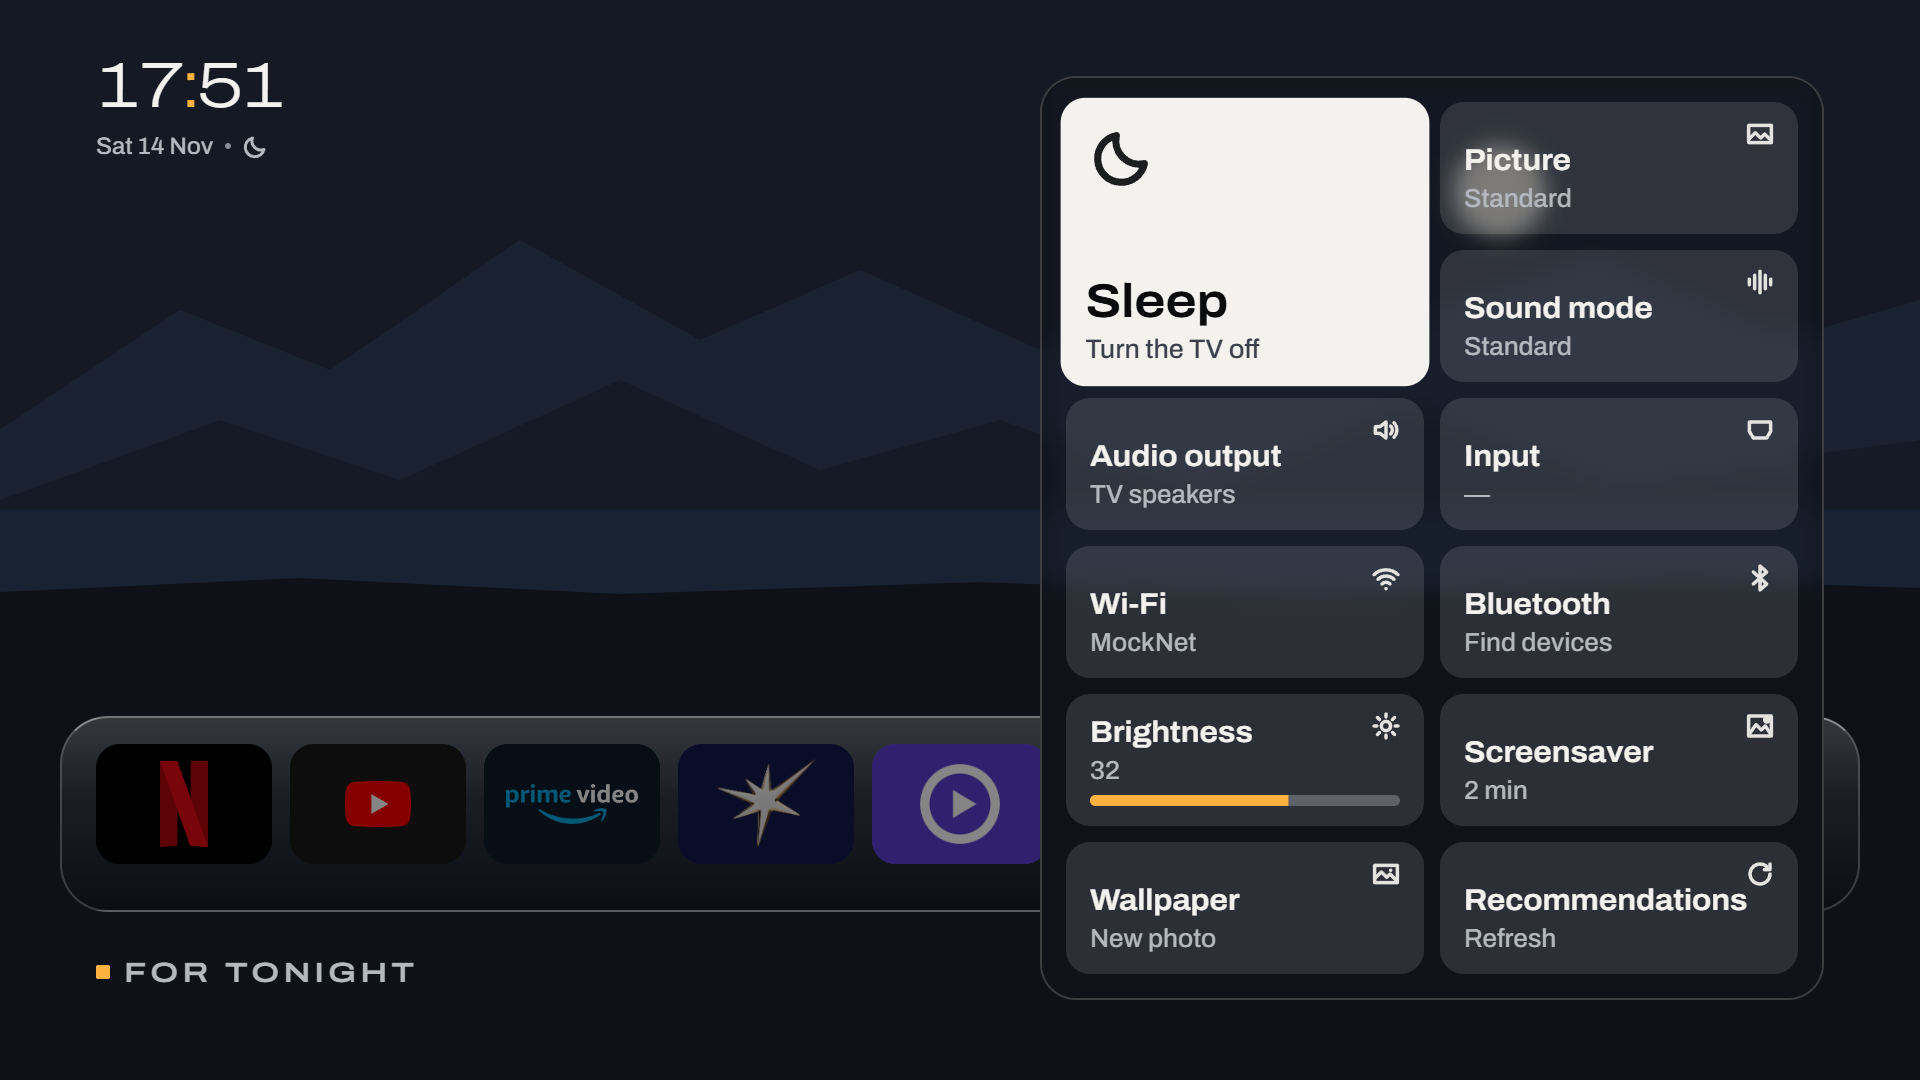 17:51
Sat 14 Nov
Sleep
Turn the TV off
Picture
Standard
Sound mode
Standard
Audio output
TV speakers
Input
—
Wi-Fi
MockNet
Bluetooth
Find devices
Brightness
32
Screensaver
2 min
Wallpaper
New photo
Recommendations
Refresh
N
prime video
FOR TONIGHT